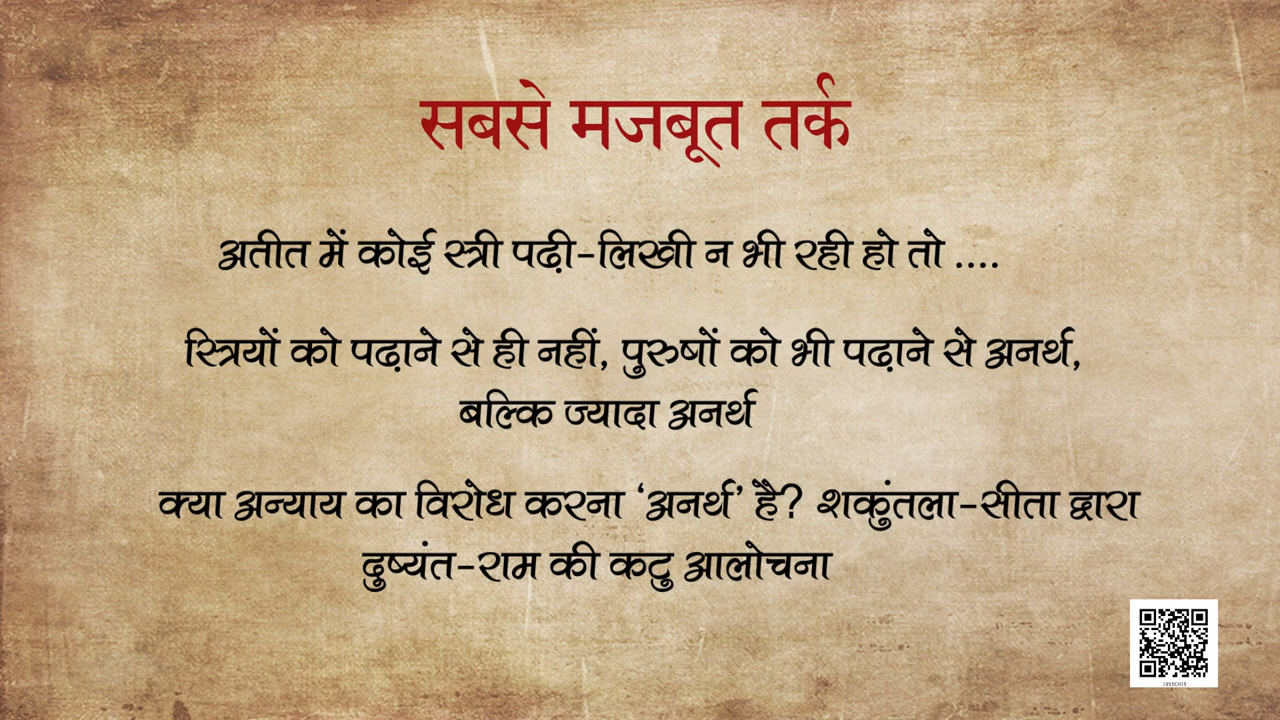 सबसे मजबूत तर्क
अतीत में कोई स्त्री पढ़ी-लिखी न भी रही हो तो ....
स्त्रियों को पढ़ाने से ही नहीं, पुरुषों को भी पढ़ाने से अनर्थ,
बल्कि ज्यादा अनर्थ
क्या अन्याय का विरोध करना ‘अनर्थ’ है? शकुंतला-सीता द्वारा
दुष्यंत-राम की कटु आलोचना